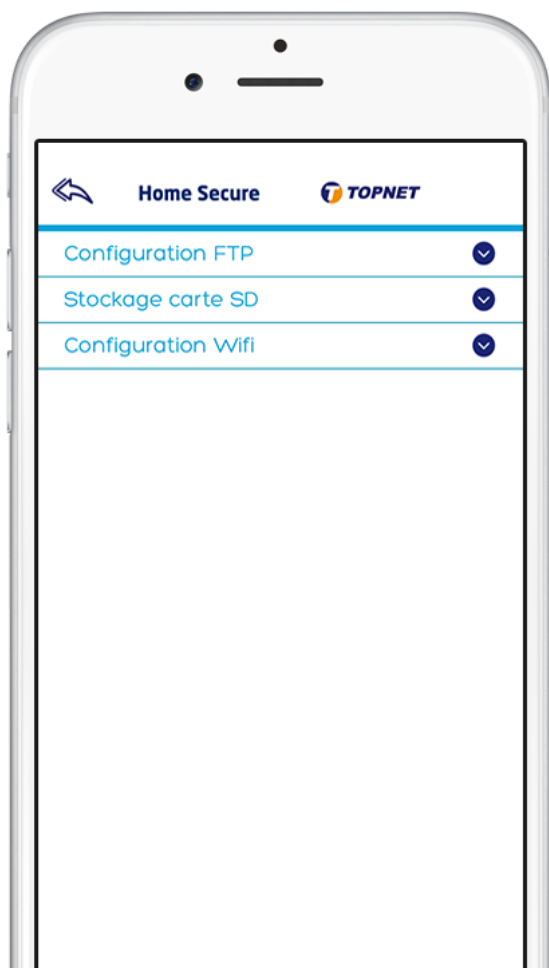 Home Secure TOPNET
Configuration FTP
Stockage carte SD
Configuration Wifi